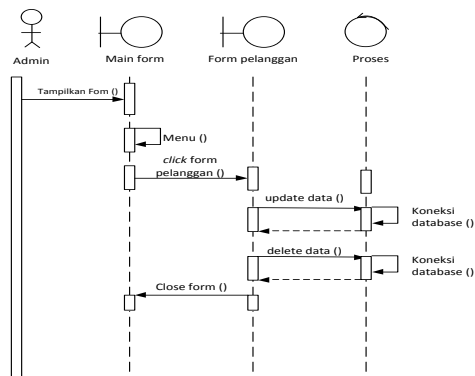 Admin
Main form
Form pelanggan
Proses
Tampilkan Fom ()
Menu ()
click form
pelanggan ()
update data ()
Koneksi
database ()
delete data ()
Koneksi
database ()
Close form ()